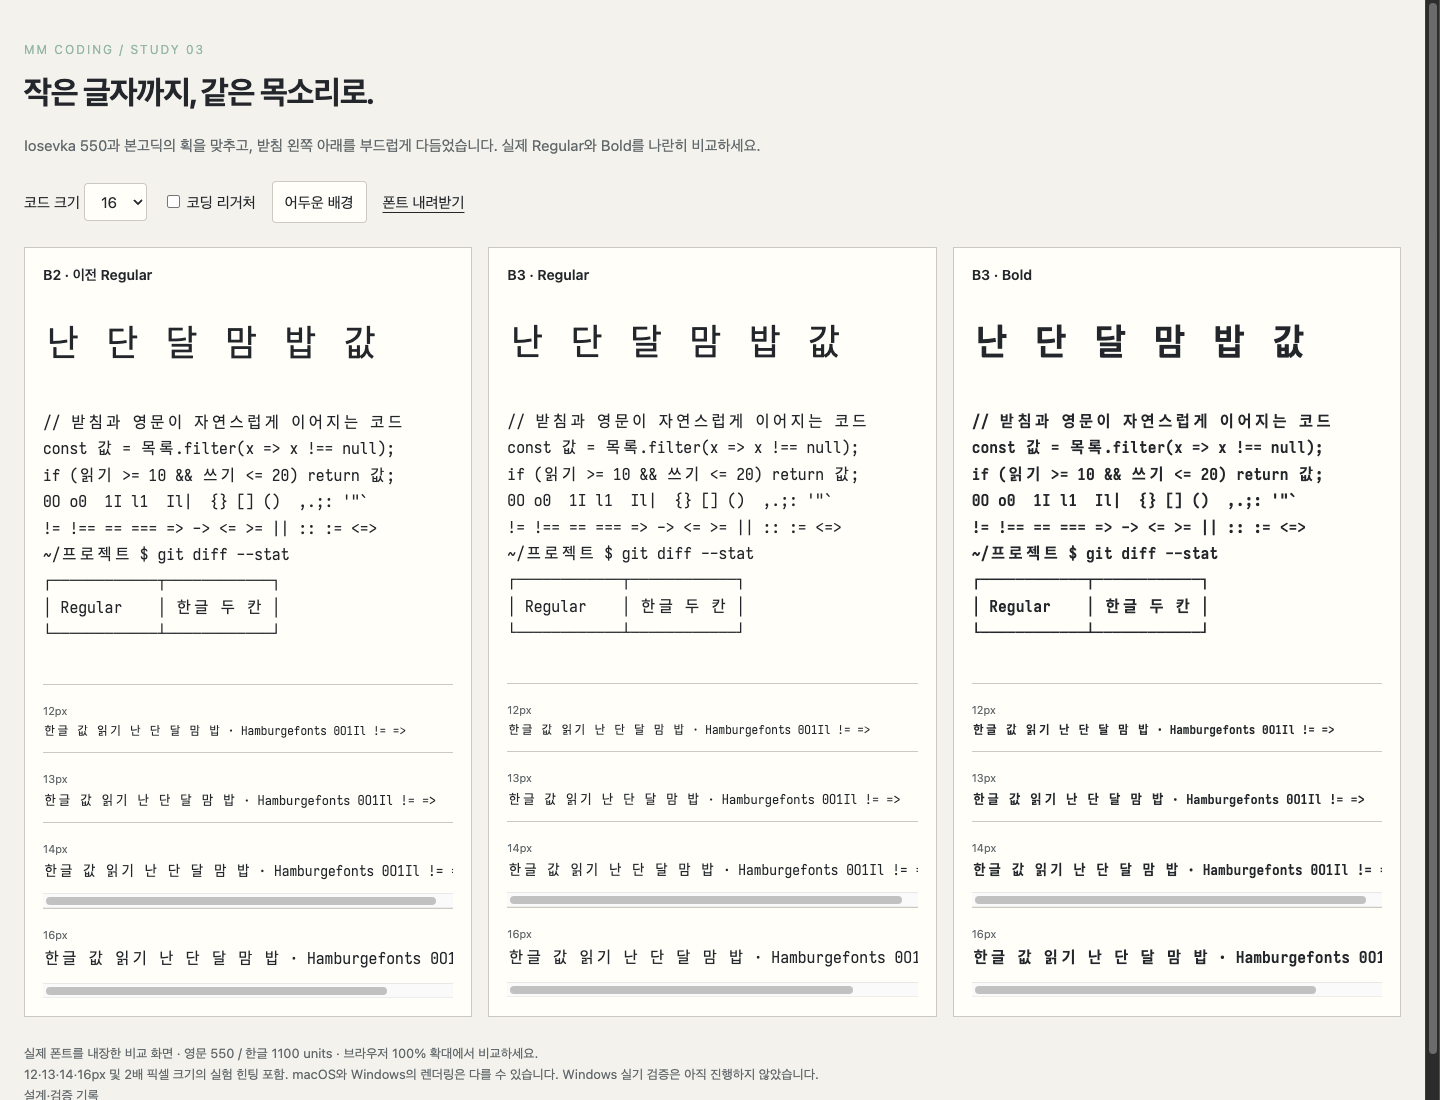 MM CODING / STUDY 03
작은 글자까지, 같은 목소리로.
Iosevka 550과 본고딕의 획을 맞추고, 받침 왼쪽 아래를 부드럽게 다듬었습니다. 실제 Regular와 Bold를 나란히 비교하세요.
코드 크기 16 코딩 리거처 어두운 배경 폰트 내려받기
B2 · 이전 Regular
난 단 달 맘 밥 값
// 받침과 영문이 자연스럽게 이어지는 코드
const 값 = 목록.filter(x => x !== null);
if (읽기 >= 10 && 쓰기 <= 20) return 값;
0O o0  1I l1  Il|  {} [] ()  ,.;: '"`
!= !== == === => -> <= >= || :: := <=>
~/프로젝트 $ git diff --stat
┌────────────┬────────────┐
│ Regular    │ 한글 두 칸 │
└────────────┴────────────┘
12px
한글 값 읽기 난 단 달 맘 밥 · Hamburgefonts 0O1Il != =>
13px
한글 값 읽기 난 단 달 맘 밥 · Hamburgefonts 0O1Il != =>
14px
한글 값 읽기 난 단 달 맘 밥 · Hamburgefonts 0O1Il !=
16px
한글 값 읽기 난 단 달 맘 밥 · Hamburgefonts 0O1
B3 · Regular
난 단 달 맘 밥 값
// 받침과 영문이 자연스럽게 이어지는 코드
const 값 = 목록.filter(x => x !== null);
if (읽기 >= 10 && 쓰기 <= 20) return 값;
0O o0  1I l1  Il|  {} [] ()  ,.;: '"`
!= !== == === => -> <= >= || :: := <=>
~/프로젝트 $ git diff --stat
┌────────────┬────────────┐
│ Regular    │ 한글 두 칸 │
└────────────┴────────────┘
12px
한글 값 읽기 난 단 달 맘 밥 · Hamburgefonts 0O1Il != =>
13px
한글 값 읽기 난 단 달 맘 밥 · Hamburgefonts 0O1Il != =>
14px
한글 값 읽기 난 단 달 맘 밥 · Hamburgefonts 0O1Il !=
16px
한글 값 읽기 난 단 달 맘 밥 · Hamburgefonts 0O1
B3 · Bold
난 단 달 맘 밥 값
// 받침과 영문이 자연스럽게 이어지는 코드
const 값 = 목록.filter(x => x !== null);
if (읽기 >= 10 && 쓰기 <= 20) return 값;
0O o0  1I l1  Il|  {} [] ()  ,.;: '"`
!= !== == === => -> <= >= || :: := <=>
~/프로젝트 $ git diff --stat
┌────────────┬────────────┐
│ Regular    │ 한글 두 칸 │
└────────────┴────────────┘
12px
한글 값 읽기 난 단 달 맘 밥 · Hamburgefonts 0O1Il != =>
13px
한글 값 읽기 난 단 달 맘 밥 · Hamburgefonts 0O1Il != =>
14px
한글 값 읽기 난 단 달 맘 밥 · Hamburgefonts 0O1Il !=
16px
한글 값 읽기 난 단 달 맘 밥 · Hamburgefonts 0O1
실제 폰트를 내장한 비교 화면 · 영문 550 / 한글 1100 units · 브라우저 100% 확대에서 비교하세요.
12·13·14·16px 및 2배 픽셀 크기의 실험 힌팅 포함. macOS와 Windows의 렌더링은 다를 수 있습니다. Windows 실기 검증은 아직 진행하지 않았습니다.
설계·검증 기록